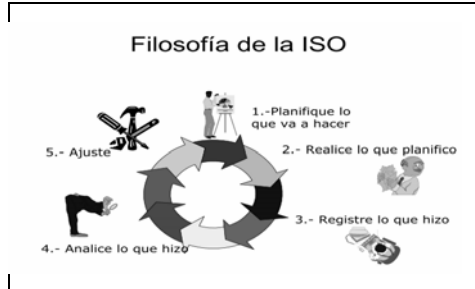 Filosofía de la ISO
1.-Planifique lo
que va a hacer
2.- Realice lo que planifico
3.- Registre lo que hizo
4.- Analice lo que hizo
5.- Ajuste